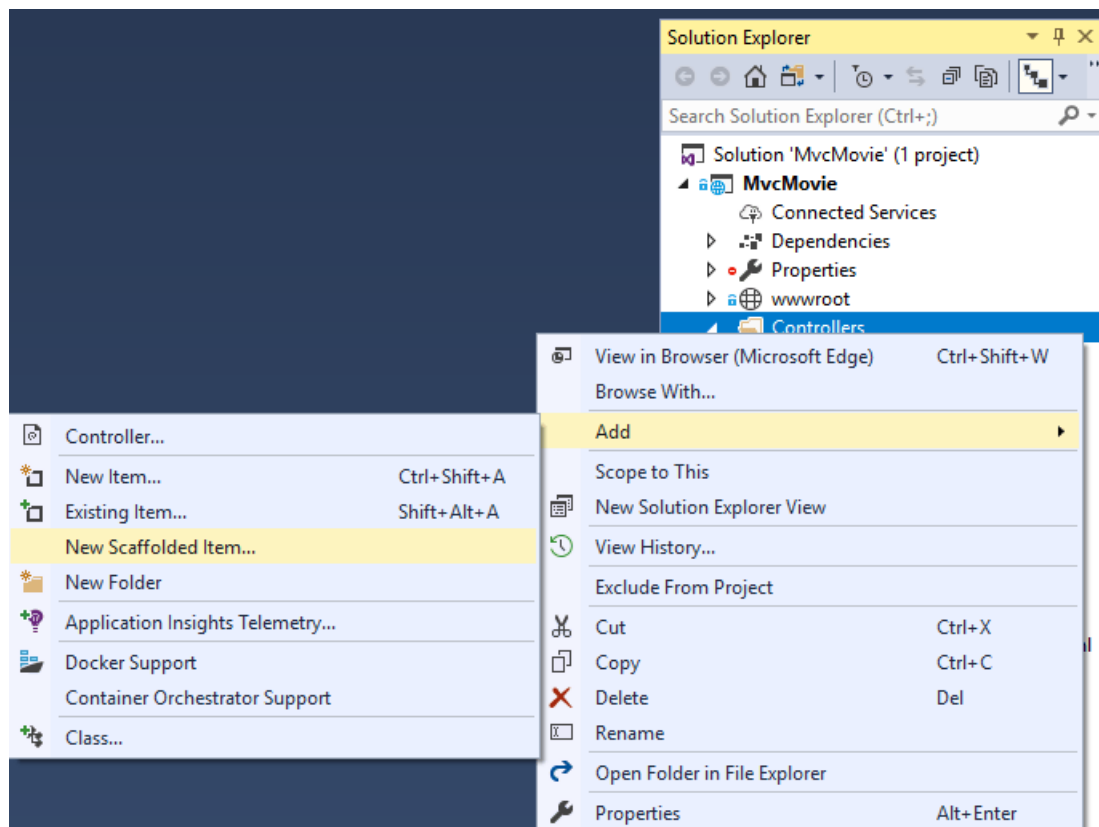 Solution Explorer
Search Solution Explorer (Ctrl+;)
Solution 'MvcMovie' (1 project)
MvcMovie
Connected Services
Dependencies
Properties
wwwroot
Controllers
View in Browser (Microsoft Edge) Ctrl+Shift+W
Browse With...
Add
Scope to This
New Solution Explorer View
View History...
Exclude From Project
Cut Ctrl+X
Copy Ctrl+C
Delete Del
Rename
Open Folder in File Explorer
Properties Alt+Enter
Controller...
New Item... Ctrl+Shift+A
Existing Item... Shift+Alt+A
New Scaffolded Item...
New Folder
Application Insights Telemetry...
Docker Support
Container Orchestrator Support
Class...